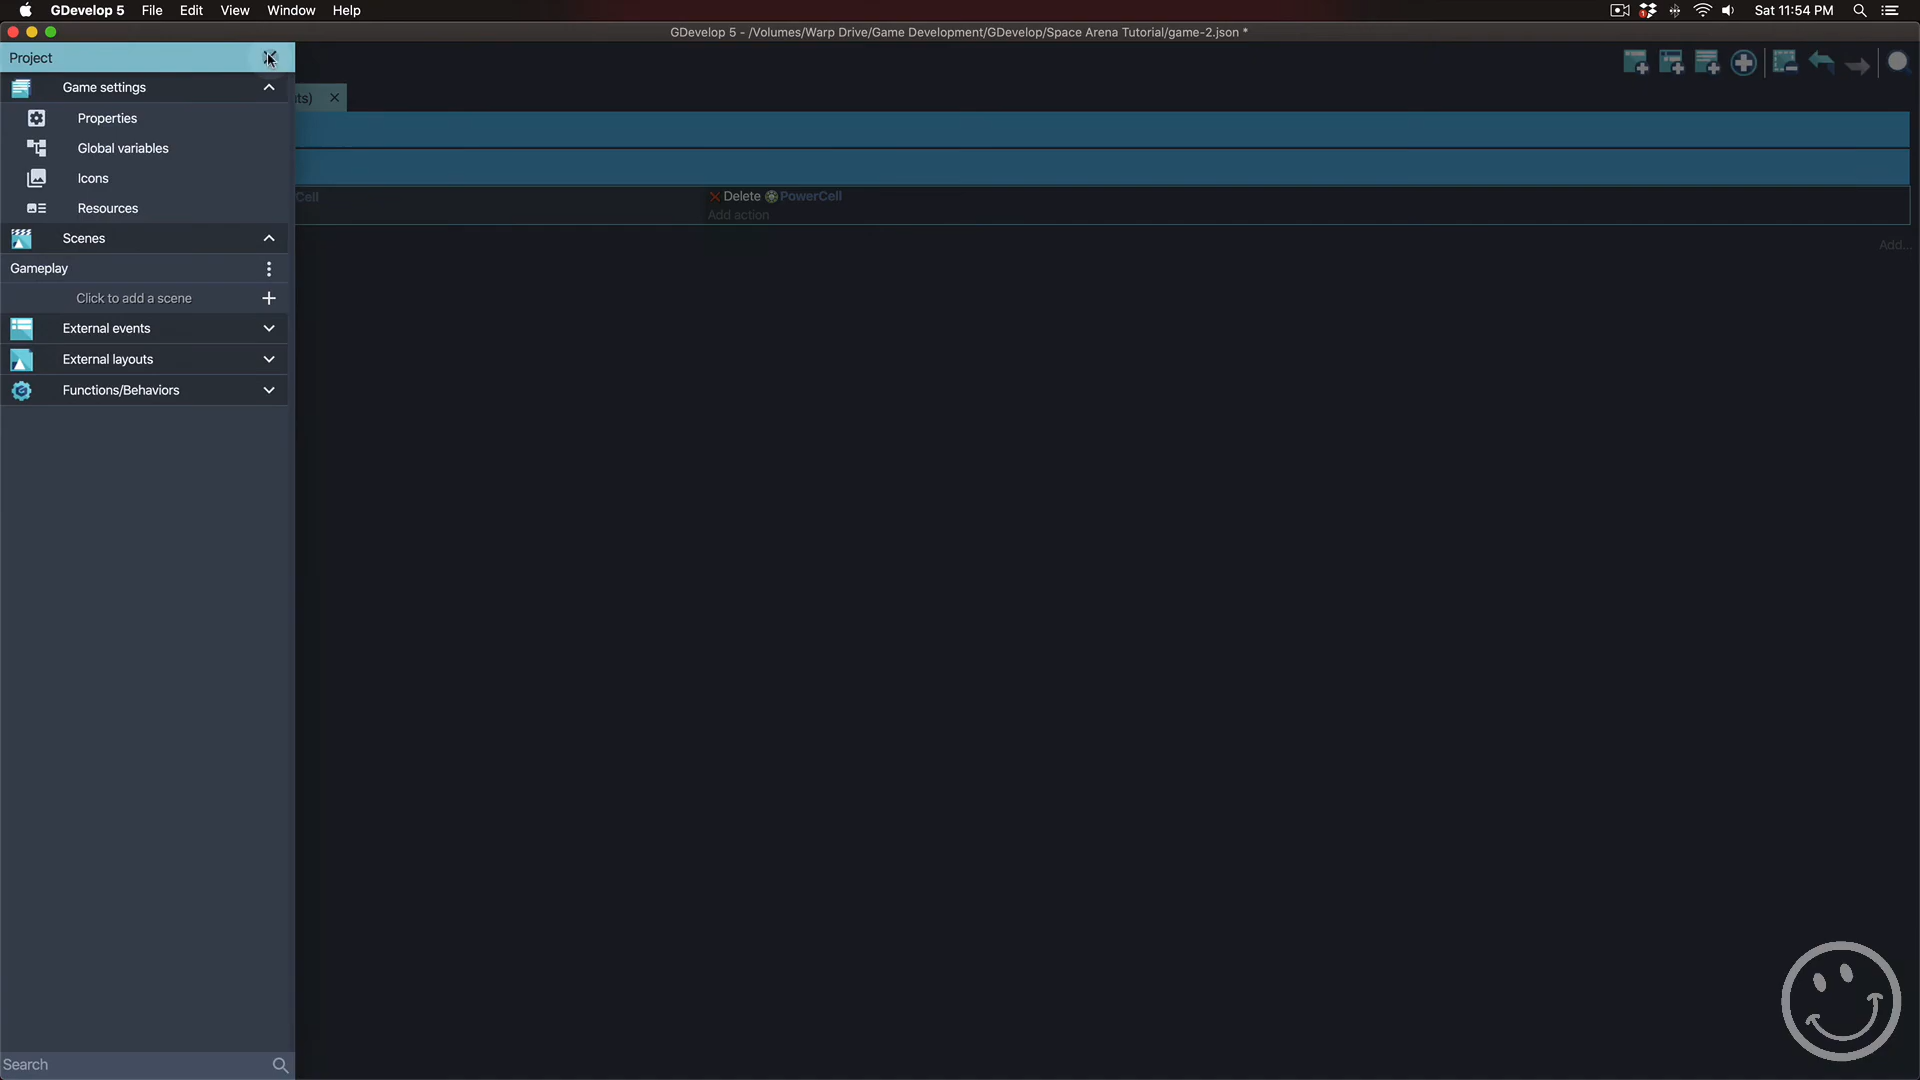 GDevelop 5 File Edit View Window Help
Sat 11:54 PM
GDevelop 5 - /Volumes/Warp Drive/Game Development/GDevelop/Space Arena Tutorial/game-2.json *
Project
Game settings
ts) ×
Properties
Global variables
Icons
Resources
Cell
Delete PowerCell
Add action
Scenes
Add...
Gameplay
Click to add a scene
External events
External layouts
Functions/Behaviors
Search